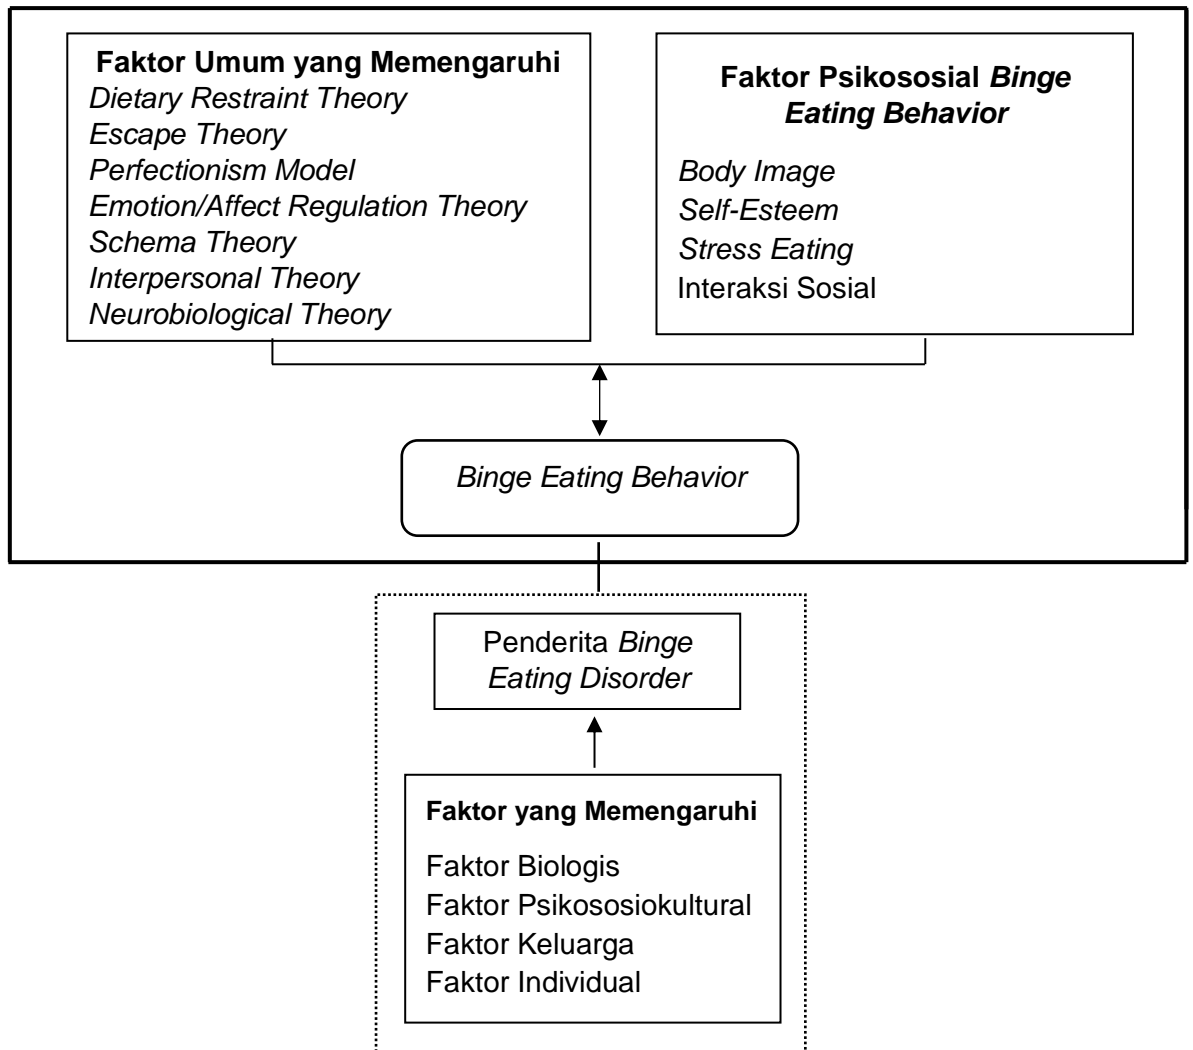 Faktor Umum yang Memengaruhi
Dietary Restraint Theory
Escape Theory
Perfectionism Model
Emotion/Affect Regulation Theory
Schema Theory
Interpersonal Theory
Neurobiological Theory
Faktor Psikososial Binge
Eating Behavior
Body Image
Self-Esteem
Stress Eating
Interaksi Sosial
Binge Eating Behavior
Penderita Binge
Eating Disorder
Faktor yang Memengaruhi
Faktor Biologis
Faktor Psikososiokultural
Faktor Keluarga
Faktor Individual